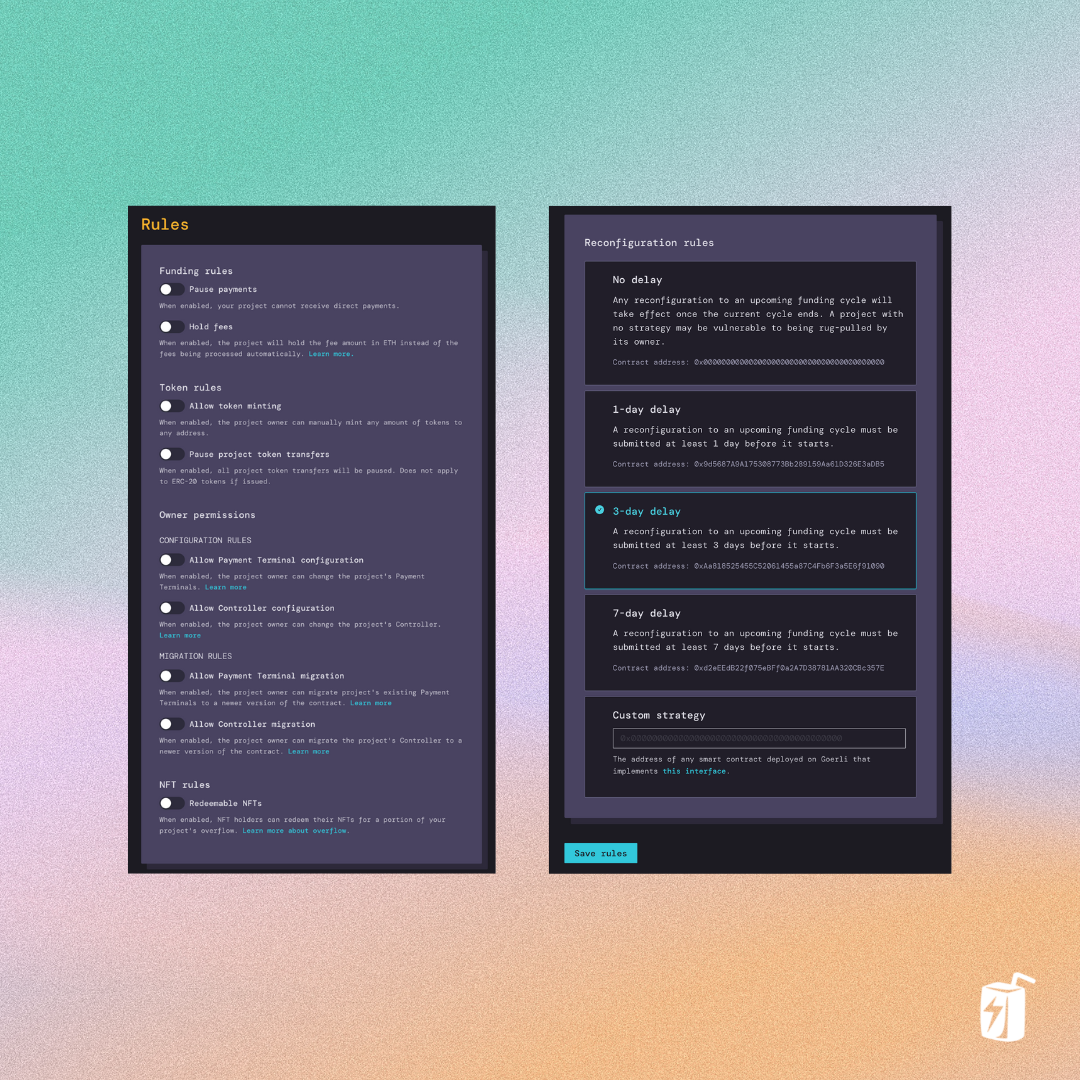 Rules
Funding rules
Pause payments
When enabled, your project cannot receive direct payments.
Hold fees
When enabled, the project will hold the fee amount in ETH instead of the
fees being processed automatically. Learn more.
Token rules
Allow token minting
When enabled, the project owner can manually mint any amount of tokens to
any address.
Pause project token transfers
When enabled, all project token transfers will be paused. Does not apply
to ERC-20 tokens if issued.
Owner permissions
CONFIGURATION RULES
Allow Payment Terminal configuration
When enabled, the project owner can change the project's Payment
Terminals. Learn more
Allow Controller configuration
When enabled, the project owner can change the project's Controller.
Learn more
MIGRATION RULES
Allow Payment Terminal migration
When enabled, the project owner can migrate project's existing Payment
Terminals to a newer version of the contract. Learn more
Allow Controller migration
When enabled, the project owner can migrate the project's Controller to a
newer version of the contract. Learn more
NFT rules
Redeemable NFTs
When enabled, NFT holders can redeem their NFTs for a portion of your
project's overflow. Learn more about overflow.
Reconfiguration rules
No delay
Any reconfiguration to an upcoming funding cycle will
take effect once the current cycle ends. A project with
no strategy may be vulnerable to being rug-pulled by
its owner.
Contract address: 0x0000000000000000000000000000000000000000
1-day delay
A reconfiguration to an upcoming funding cycle must be
submitted at least 1 day before it starts.
Contract address:
3-day delay
A reconfiguration to an upcoming funding cycle must be
submitted at least 3 days before it starts.
Contract address:
7-day delay
A reconfiguration to an upcoming funding cycle must be
submitted at least 7 days before it starts.
Contract address:
Custom strategy
0x0000000000000000000000000000000000000000
The address of any smart contract deployed on Goerli that
implements this interface.
Save rules